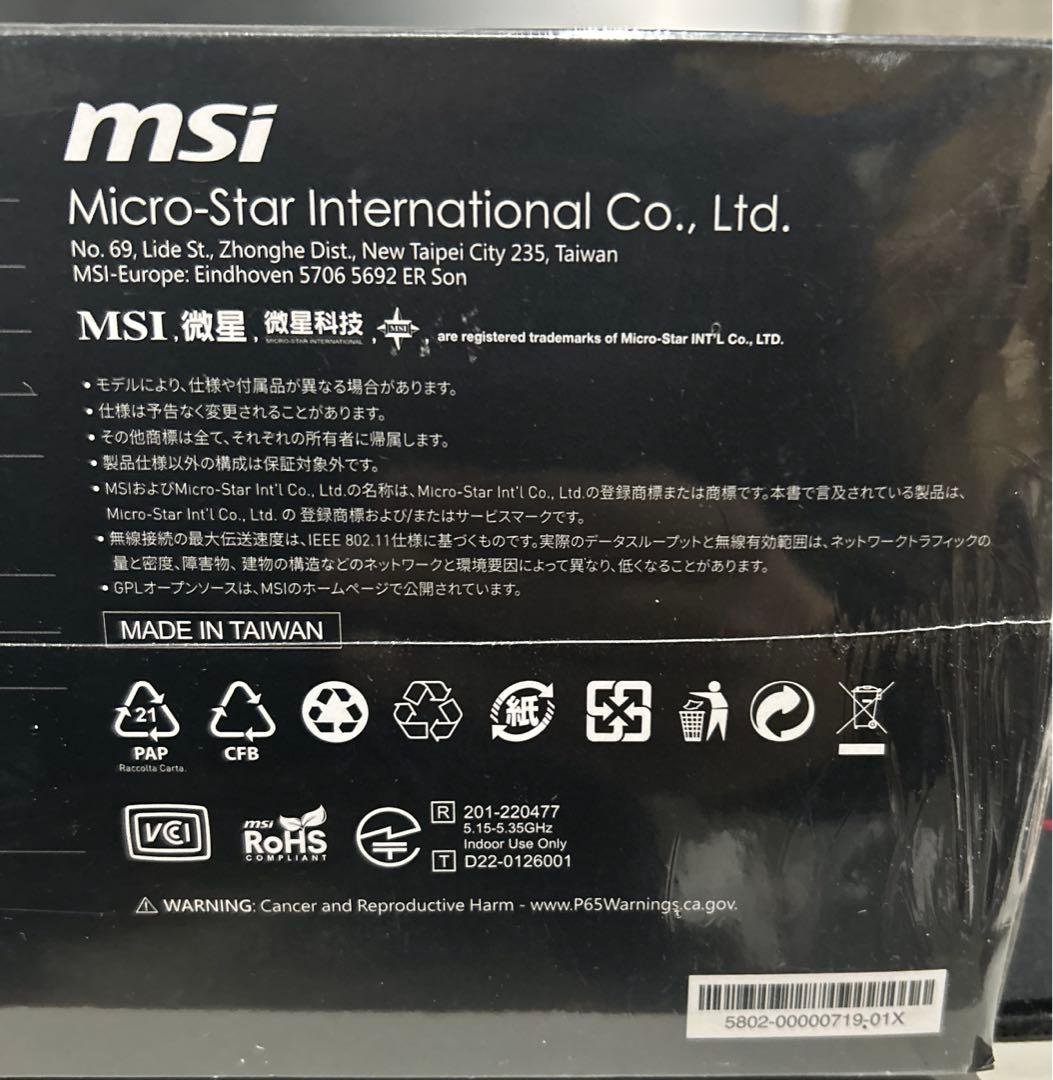 msi
Micro-Star International Co., Ltd.
No. 69, Lide St., Zhonghe Dist., New Taipei City 235, Taiwan
MSI-Europe: Eindhoven 5706 5692 ER Son
MSI, 微星, 微星科技, MSI, are registered trademarks of Micro-Star INT'L Co., LTD.
MICRO-STAR INTERNATIONAL
• モデルにより、仕様や付属品が異なる場合があります。
• 仕様は予告なく変更されることがあります。
• その他商標は全て、それぞれの所有者に帰属します。
• 製品仕様以外の構成は保証対象外です。
• MSIおよびMicro-Star Int'l Co., Ltd.の名称は、Micro-Star Int'l Co., Ltd.の登録商標または商標です。本書で言及されている製品は、
Micro-Star Int'l Co., Ltd. の 登録商標および/またはサービスマークです。
• 無線接続の最大伝送速度は、IEEE 802.11仕様に基づくものです。実際のデータスループットと無線有効範囲は、ネットワークトラフィックの
量と密度、障害物、建物の構造などのネットワークと環境要因によって異なり、低くなることがあります。
• GPLオープンソースは、MSIのホームページで公開されています。
MADE IN TAIWAN
21
PAP
Raccolta Carta.
CFB
紙
VCCI
msi
RoHS
COMPLIANT
R 201-220477
5.15-5.35GHz
Indoor Use Only
T D22-0126001
WARNING: Cancer and Reproductive Harm - www.P65Warnings.ca.gov.
5802-00000719-01X